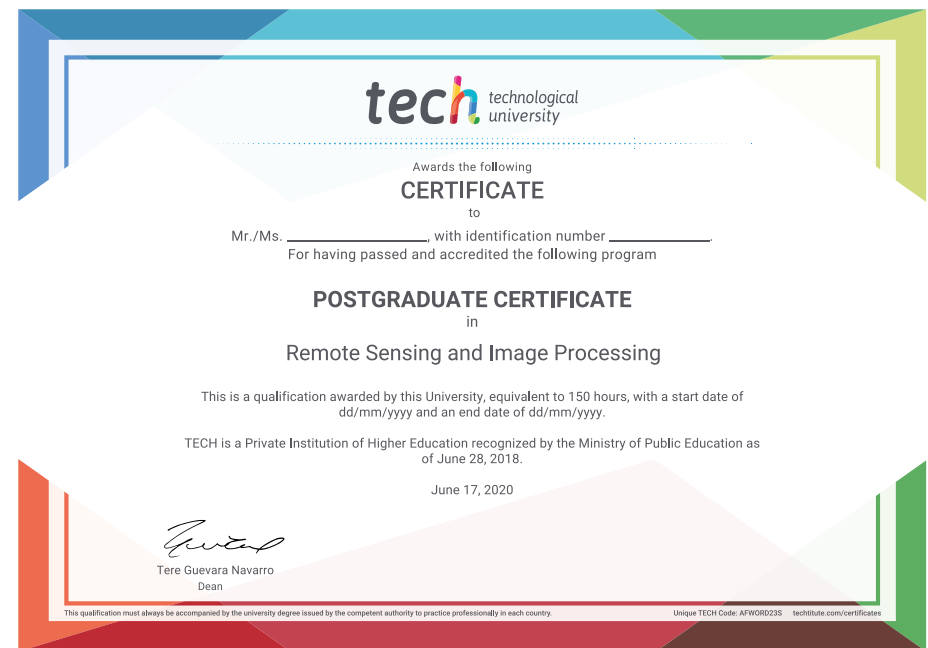 tech technological
university
Awards the following
CERTIFICATE
to
Mr./Ms. ____________________, with identification number ______________.
For having passed and accredited the following program
POSTGRADUATE CERTIFICATE
in
Remote Sensing and Image Processing
This is a qualification awarded by this University, equivalent to 150 hours, with a start date of
dd/mm/yyyy and an end date of dd/mm/yyyy.
TECH is a Private Institution of Higher Education recognized by the Ministry of Public Education as
of June 28, 2018.
June 17, 2020
Tere Guevara Navarro
Dean
This qualification must always be accompanied by the university degree issued by the competent authority to practice professionally in each country.
Unique TECH Code: AFWORD23S techtitute.com/certificates